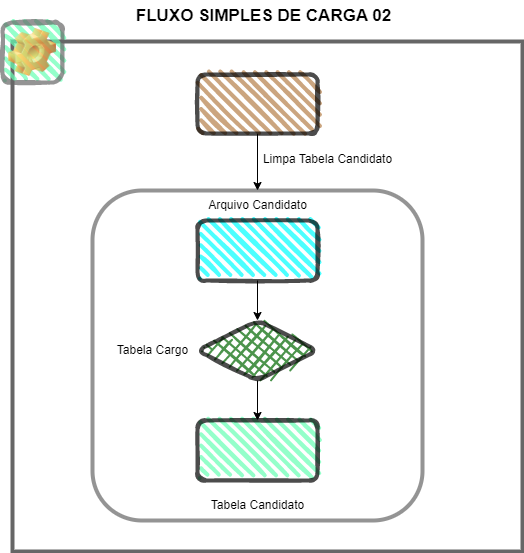 FLUXO SIMPLES DE CARGA 02
Limpa Tabela Candidato
Arquivo Candidato
Tabela Cargo
Tabela Candidato